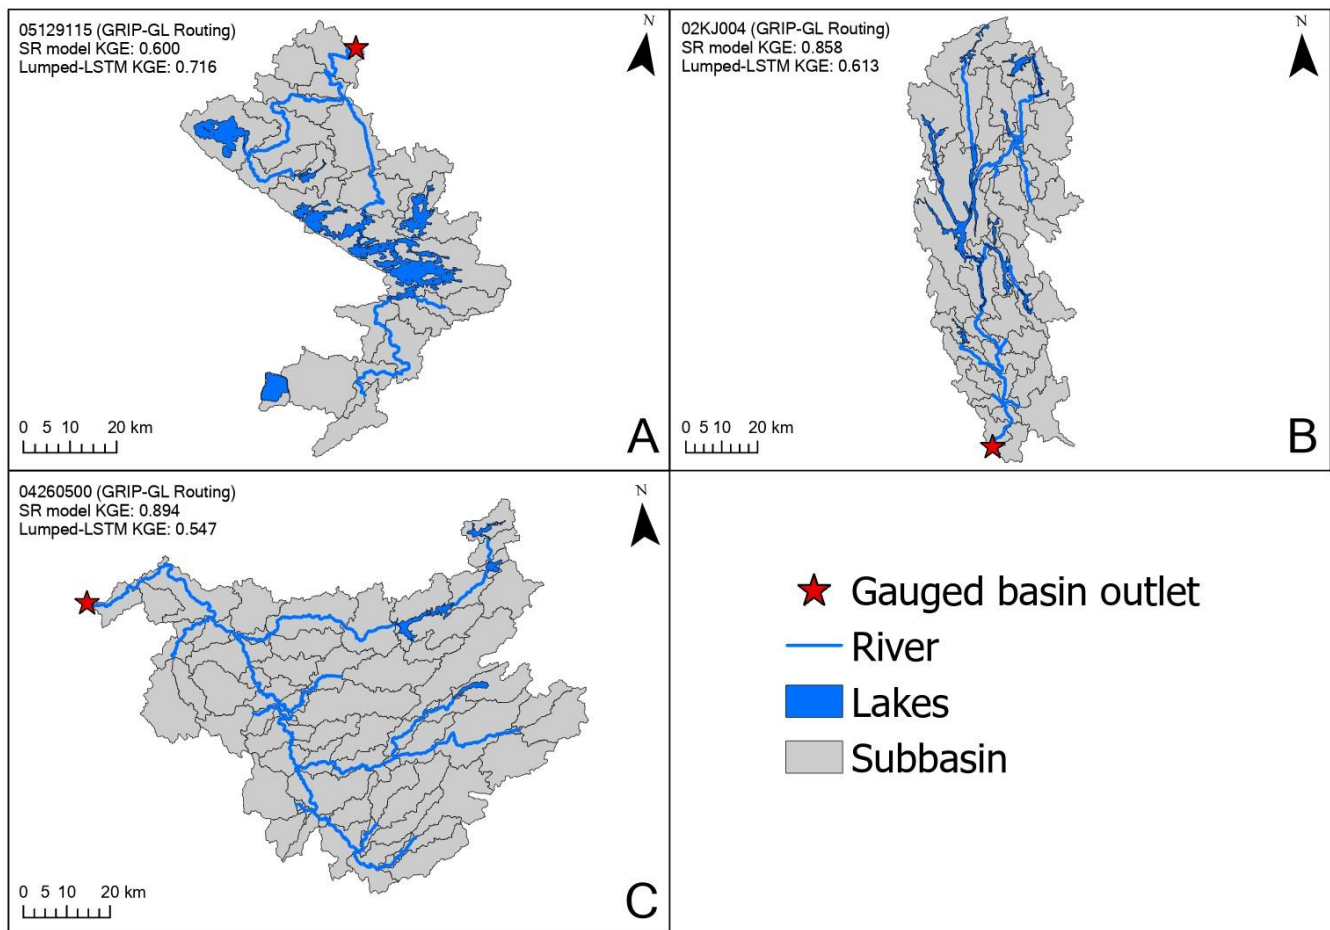 05129115 (GRIP-GL Routing)
SR model KGE: 0.600
Lumped-LSTM KGE: 0.716
N
0 5 10 20 km
A
02KJ004 (GRIP-GL Routing)
SR model KGE: 0.858
Lumped-LSTM KGE: 0.613
N
0 5 10 20 km
B
04260500 (GRIP-GL Routing)
SR model KGE: 0.894
Lumped-LSTM KGE: 0.547
N
0 5 10 20 km
C
Gauged basin outlet
River
Lakes
Subbasin